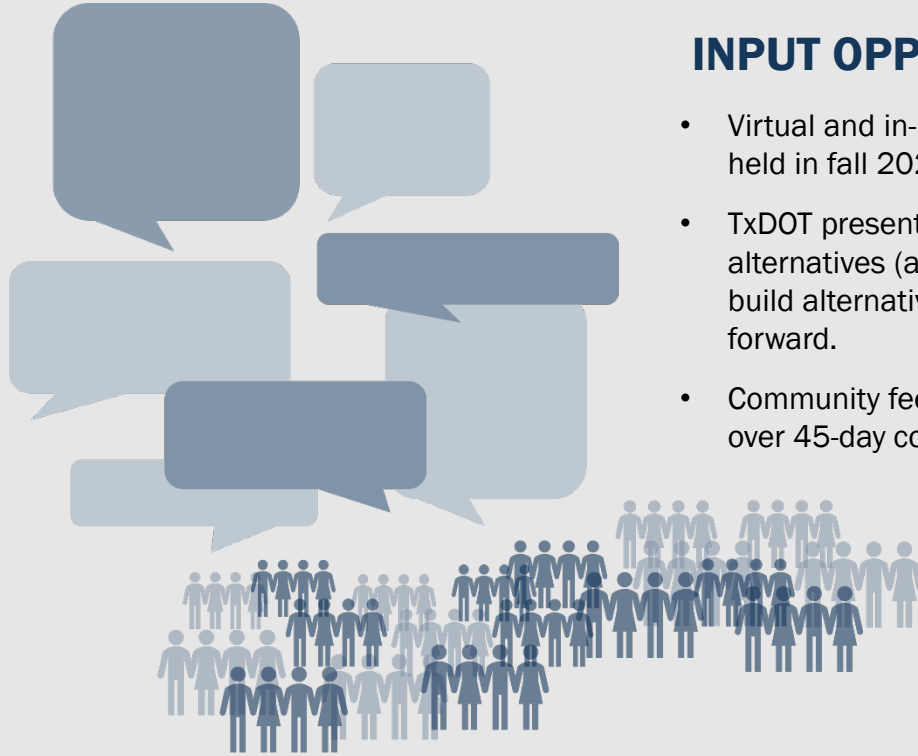 INPUT OPP
• Virtual and in-
held in fall 202
• TxDOT present
alternatives (a
build alternativ
forward.
• Community fee
over 45-day co